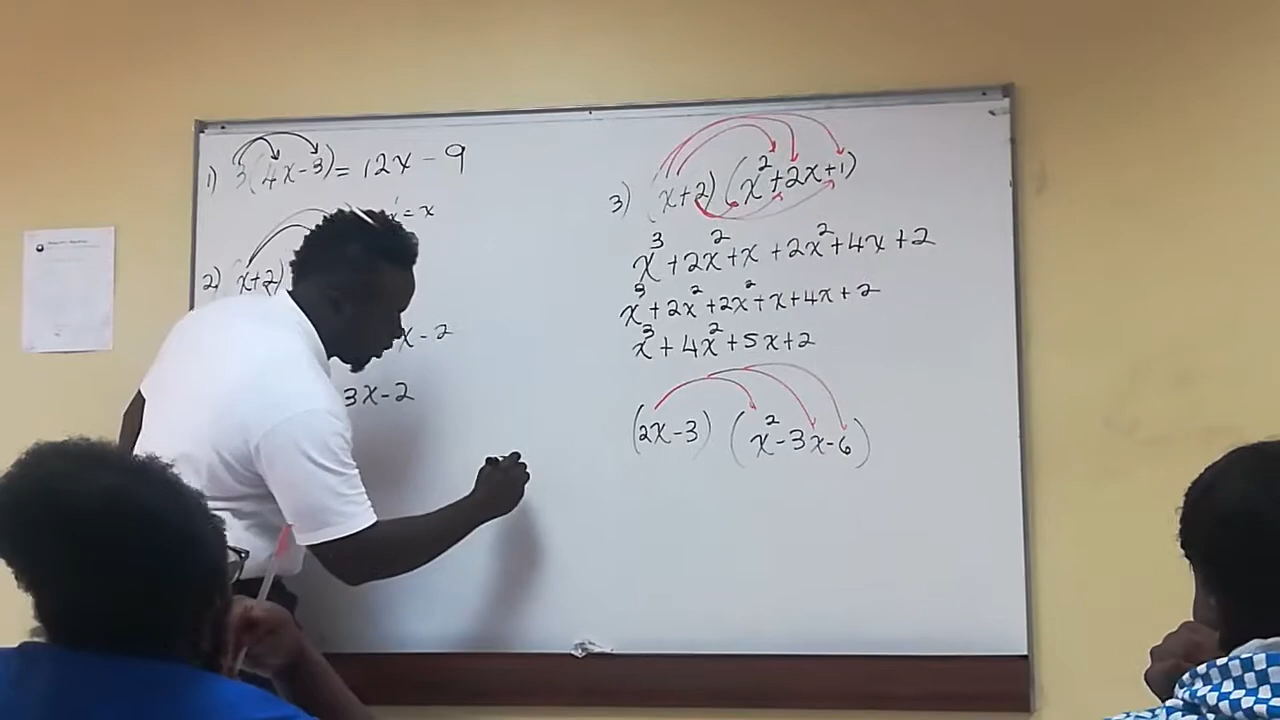 1) 3(4x-3) = 12x - 9
= x
2) (x+2)
x - 2
3x - 2
3) (x+2)(x²+2x+1)
x³+2x²+x+2x²+4x+2
x³+2x²+2x²+x+4x+2
x³+4x²+5x+2
(2x-3)(x²-3x-6)